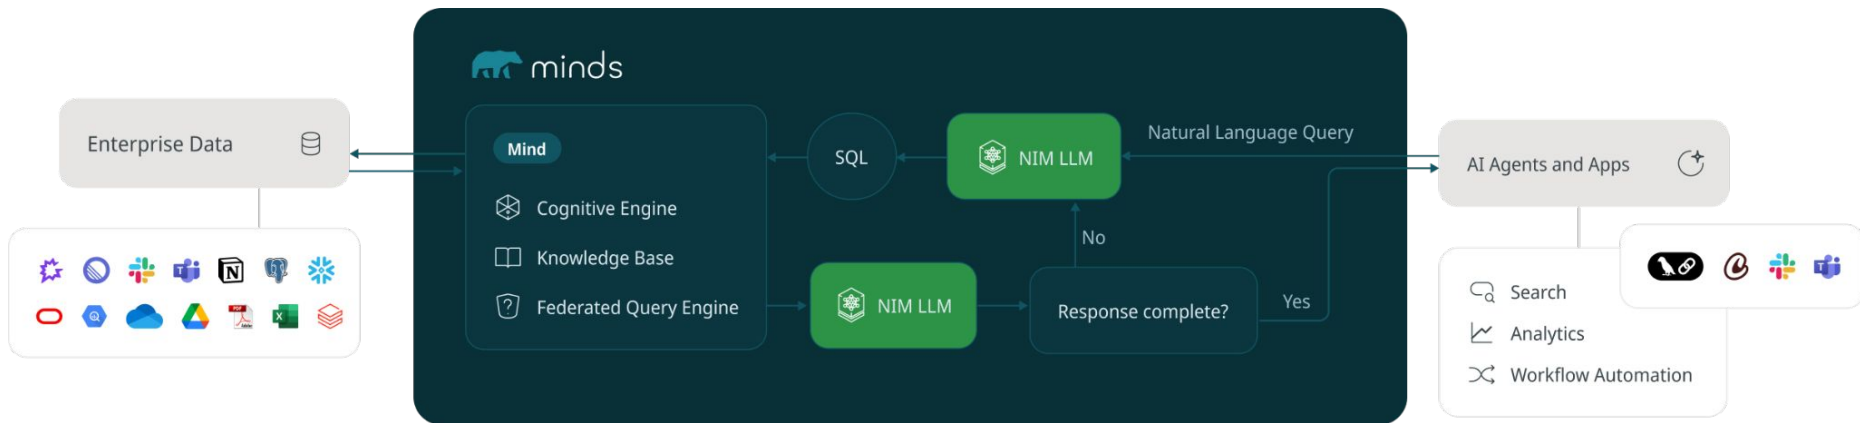 minds
Enterprise Data
Mind
Cognitive Engine
Knowledge Base
Federated Query Engine
SQL
NIM LLM
Natural Language Query
No
NIM LLM
Response complete?
Yes
AI Agents and Apps
Search
Analytics
Workflow Automation